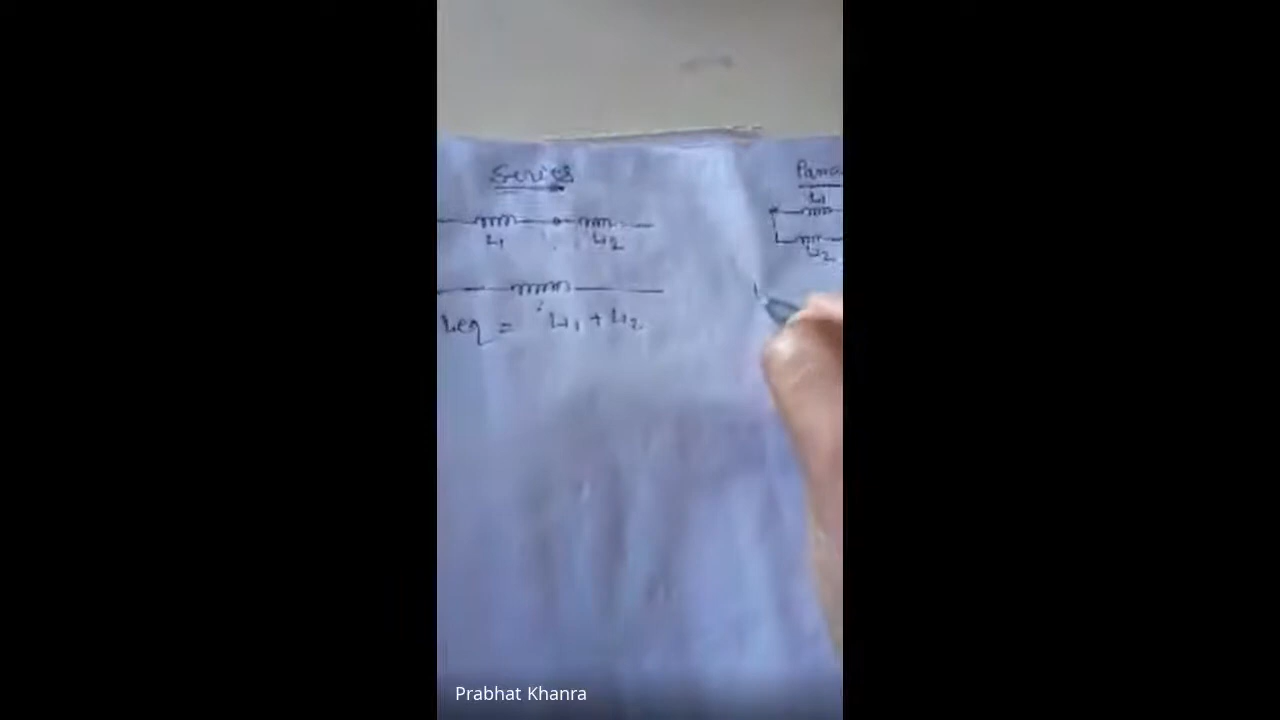 Series
L1 L2
Leq = L1 + L2
L1
L2
Prabhat Khanra